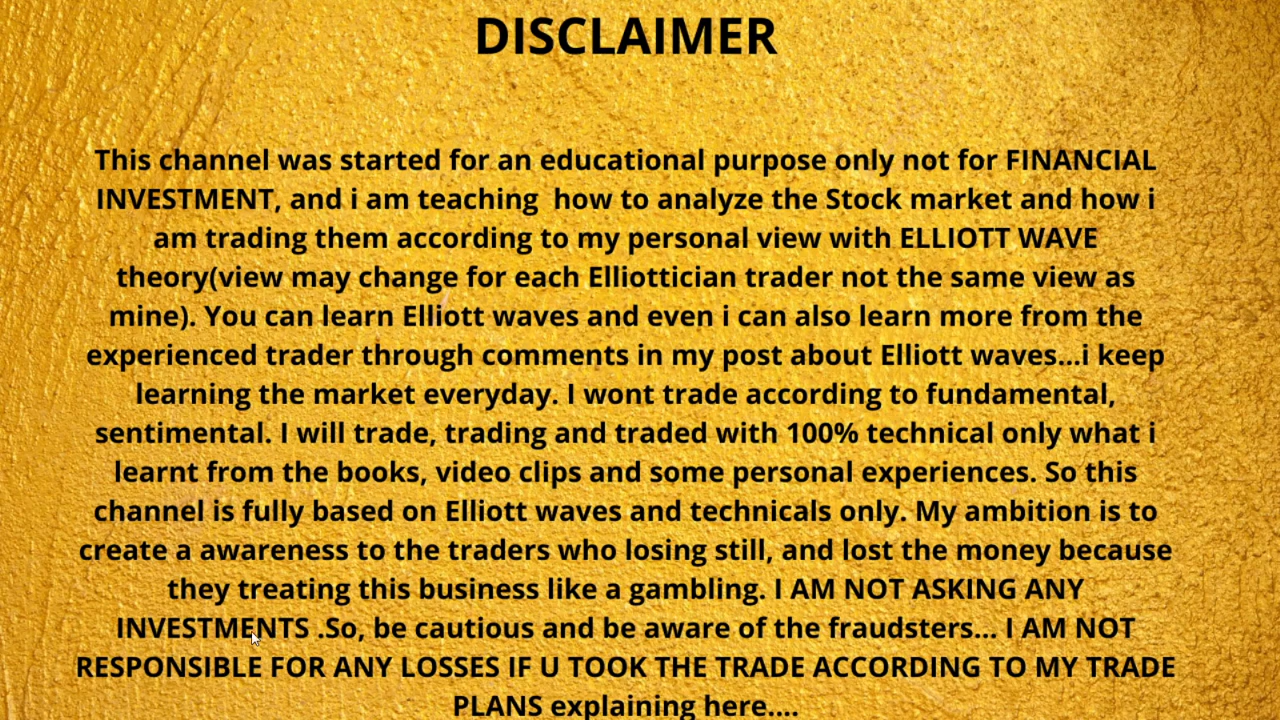 DISCLAIMER
This channel was started for an educational purpose only not for FINANCIAL
INVESTMENT, and i am teaching  how to analyze the Stock market and how i
am trading them according to my personal view with ELLIOTT WAVE
theory(view may change for each Elliottician trader not the same view as
mine). You can learn Elliott waves and even i can also learn more from the
experienced trader through comments in my post about Elliott waves...i keep
learning the market everyday. I wont trade according to fundamental,
sentimental. I will trade, trading and traded with 100% technical only what i
learnt from the books, video clips and some personal experiences. So this
channel is fully based on Elliott waves and technicals only. My ambition is to
create a awareness to the traders who losing still, and lost the money because
they treating this business like a gambling. I AM NOT ASKING ANY
INVESTMENTS .So, be cautious and be aware of the fraudsters... I AM NOT
RESPONSIBLE FOR ANY LOSSES IF U TOOK THE TRADE ACCORDING TO MY TRADE
PLANS explaining here....